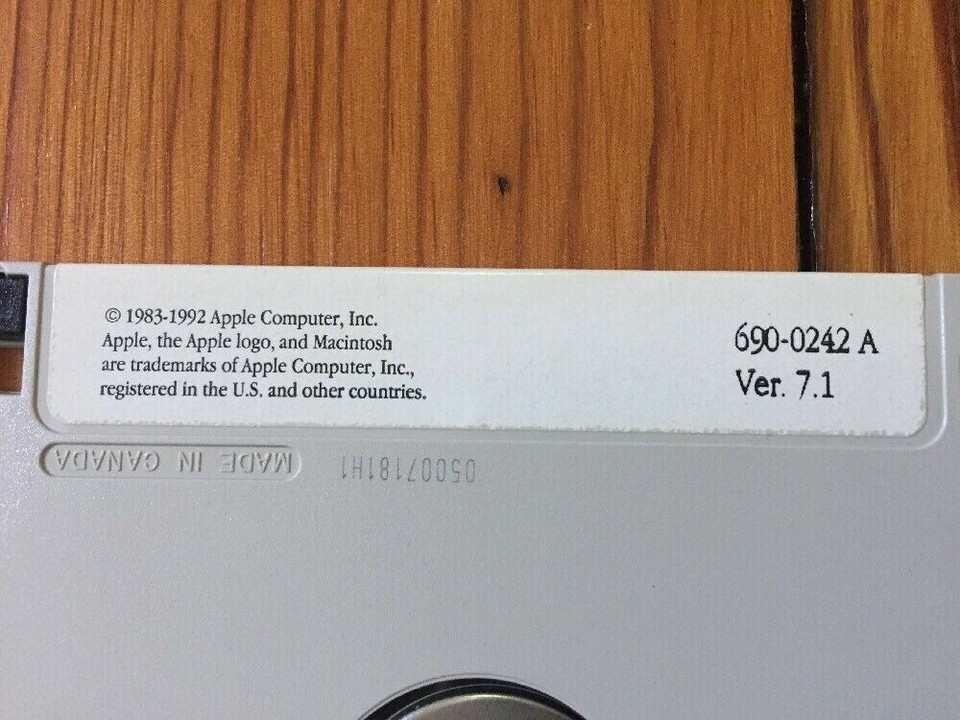 © 1983-1992 Apple Computer, Inc.
Apple, the Apple logo, and Macintosh
are trademarks of Apple Computer, Inc.,
registered in the U.S. and other countries.
690-0242 A
Ver. 7.1
MADE IN CANADA
05007181H1